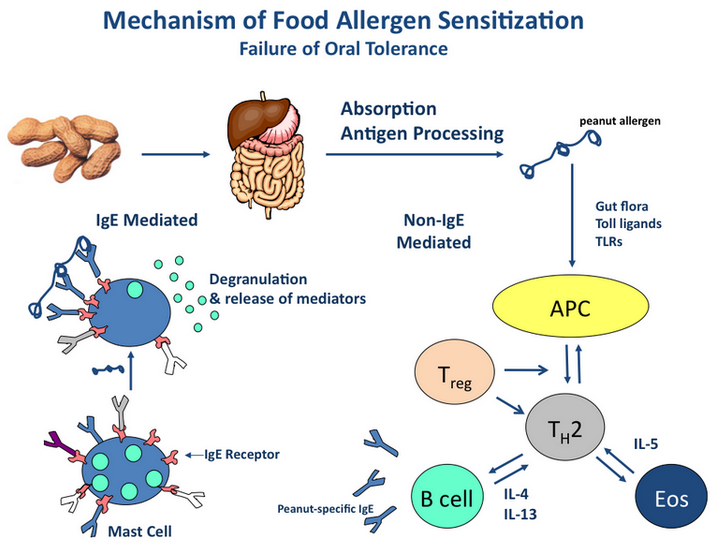 Mechanism of Food Allergen Sensitization
Failure of Oral Tolerance
Absorption
Antigen Processing
peanut allergen
IgE Mediated
Non-IgE
Mediated
Gut flora
Toll ligands
TLRs
Degranulation
& release of mediators
APC
Treg
TH2
IL-5
IgE Receptor
B cell
IL-4
IL-13
Eos
Peanut-specific IgE
Mast Cell